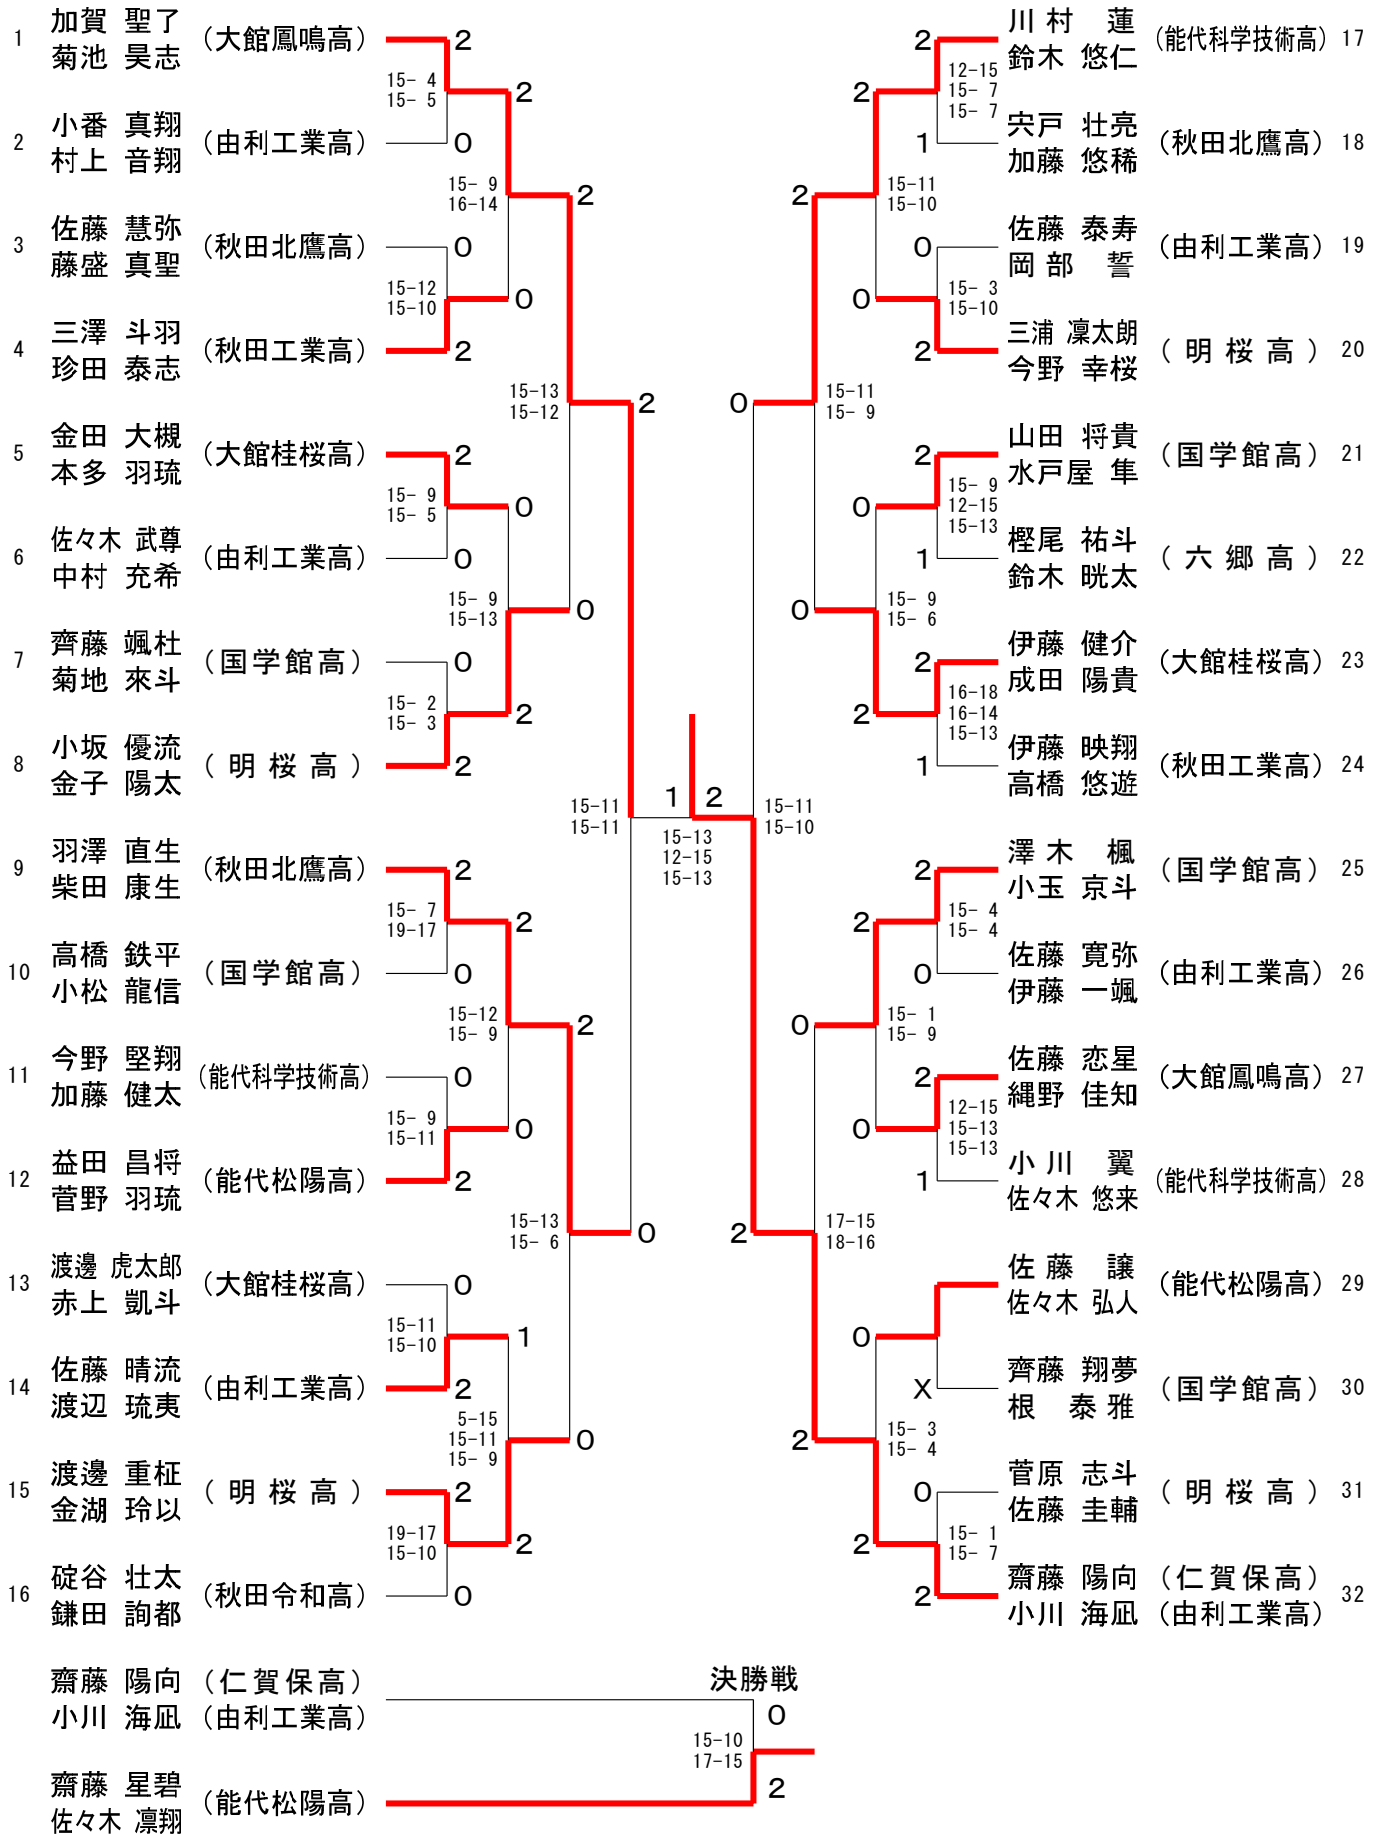 1 加賀 聖了 (大館鳳鳴高)
菊池 昊志
2 小番 真翔 (由利工業高)
村上 音翔
3 佐藤 慧弥 (秋田北鷹高)
藤盛 真聖
4 三澤 斗羽 (秋田工業高)
珍田 泰志
5 金田 大槻 (大館桂桜高)
本多 羽琉
6 佐々木 武尊 (由利工業高)
中村 充希
7 齊藤 颯杜 (国学館高)
菊地 來斗
8 小坂 優流 (明桜高)
金子 陽太
9 羽澤 直生 (秋田北鷹高)
柴田 康生
10 高橋 鉄平 (国学館高)
小松 龍信
11 今野 堅翔 (能代科学技術高)
加藤 健太
12 益田 昌将 (能代松陽高)
菅野 羽琉
13 渡邊 虎太郎 (大館桂桜高)
赤上 凱斗
14 佐藤 晴流 (由利工業高)
渡辺 琉夷
15 渡邊 重柾 (明桜高)
金湖 玲以
16 碇谷 壮太 (秋田令和高)
鎌田 詢都
2
15- 4
15- 5
0
2
15- 9
16-14
0
15-12
15-10
2
0
2
15-13
15-12
2
15- 9
15- 5
0
0
15- 9
15-13
0
15- 2
15- 3
2
2
0
2
15-11
15-11
2
15- 7
19-17
0
2
15-12
15- 9
0
15- 9
15-11
2
0
2
15-13
15- 6
0
15-11
15-10
2
1
5-15
15-11
15- 9
2
19-17
15-10
0
2
0
0
1 2
15-13
12-15
15-13
川村 蓮 (能代科学技術高) 17
鈴木 悠仁
宍戸 壮亮 (秋田北鷹高) 18
加藤 悠稀
佐藤 泰寿 (由利工業高) 19
岡部 誓
三浦 凜太朗 (明桜高) 20
今野 幸桜
山田 将貴 (国学館高) 21
水戸屋 隼
樫尾 祐斗 (六郷高) 22
鈴木 晄太
伊藤 健介 (大館桂桜高) 23
成田 陽貴
伊藤 映翔 (秋田工業高) 24
高橋 悠遊
澤木 楓 (国学館高) 25
小玉 京斗
佐藤 寛弥 (由利工業高) 26
伊藤 一颯
佐藤 恋星 (大館鳳鳴高) 27
縄野 佳知
小川 翼 (能代科学技術高) 28
佐々木 悠来
佐藤 譲 (能代松陽高) 29
佐々木 弘人
齊藤 翔夢 (国学館高) 30
根 泰雅
菅原 志斗 (明桜高) 31
佐藤 圭輔
齋藤 陽向 (仁賀保高) 32
小川 海凪 (由利工業高)
2
12-15
15- 7
15- 7
1
2
15-11
15-10
0
15- 3
15-10
2
0
2
15-11
15- 9
2
15- 9
12-15
15-13
1
0
15- 9
15- 6
2
16-18
16-14
15-13
1
2
0
0
15-11
15-10
2
15- 4
15- 4
0
2
15- 1
15- 9
2
12-15
15-13
15-13
1
0
0
17-15
18-16
X
0
15- 3
15- 4
0
15- 1
15- 7
2
2
2
2
齋藤 陽向 (仁賀保高)
小川 海凪 (由利工業高)
齋藤 星碧 (能代松陽高)
佐々木 凛翔
決勝戦
0
15-10
17-15
2